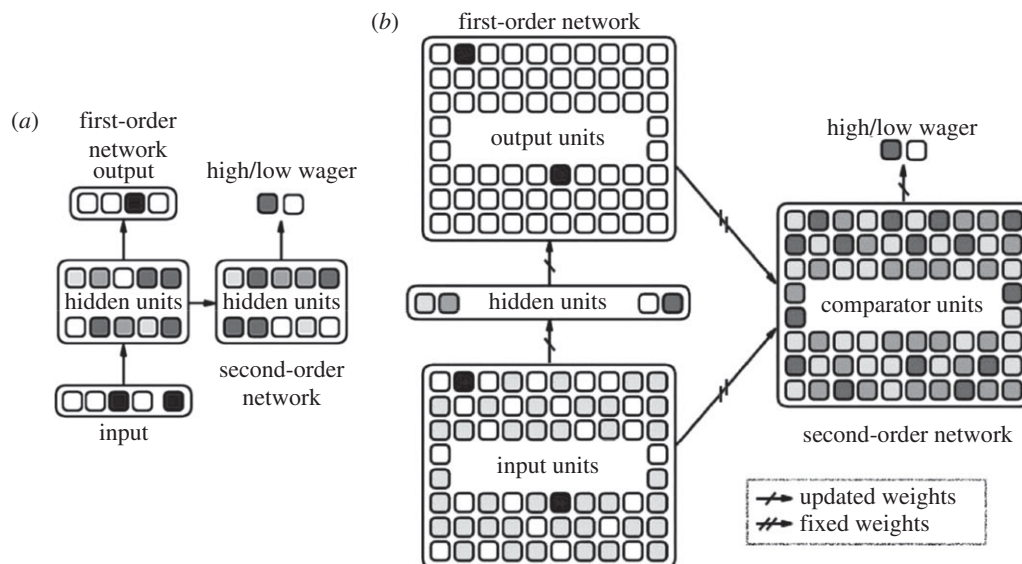 (a)
first-order
network
output
high/low wager
hidden units
hidden units
second-order
network
input
(b)
first-order network
output units
hidden units
input units
high/low wager
comparator units
second-order network
updated weights
fixed weights